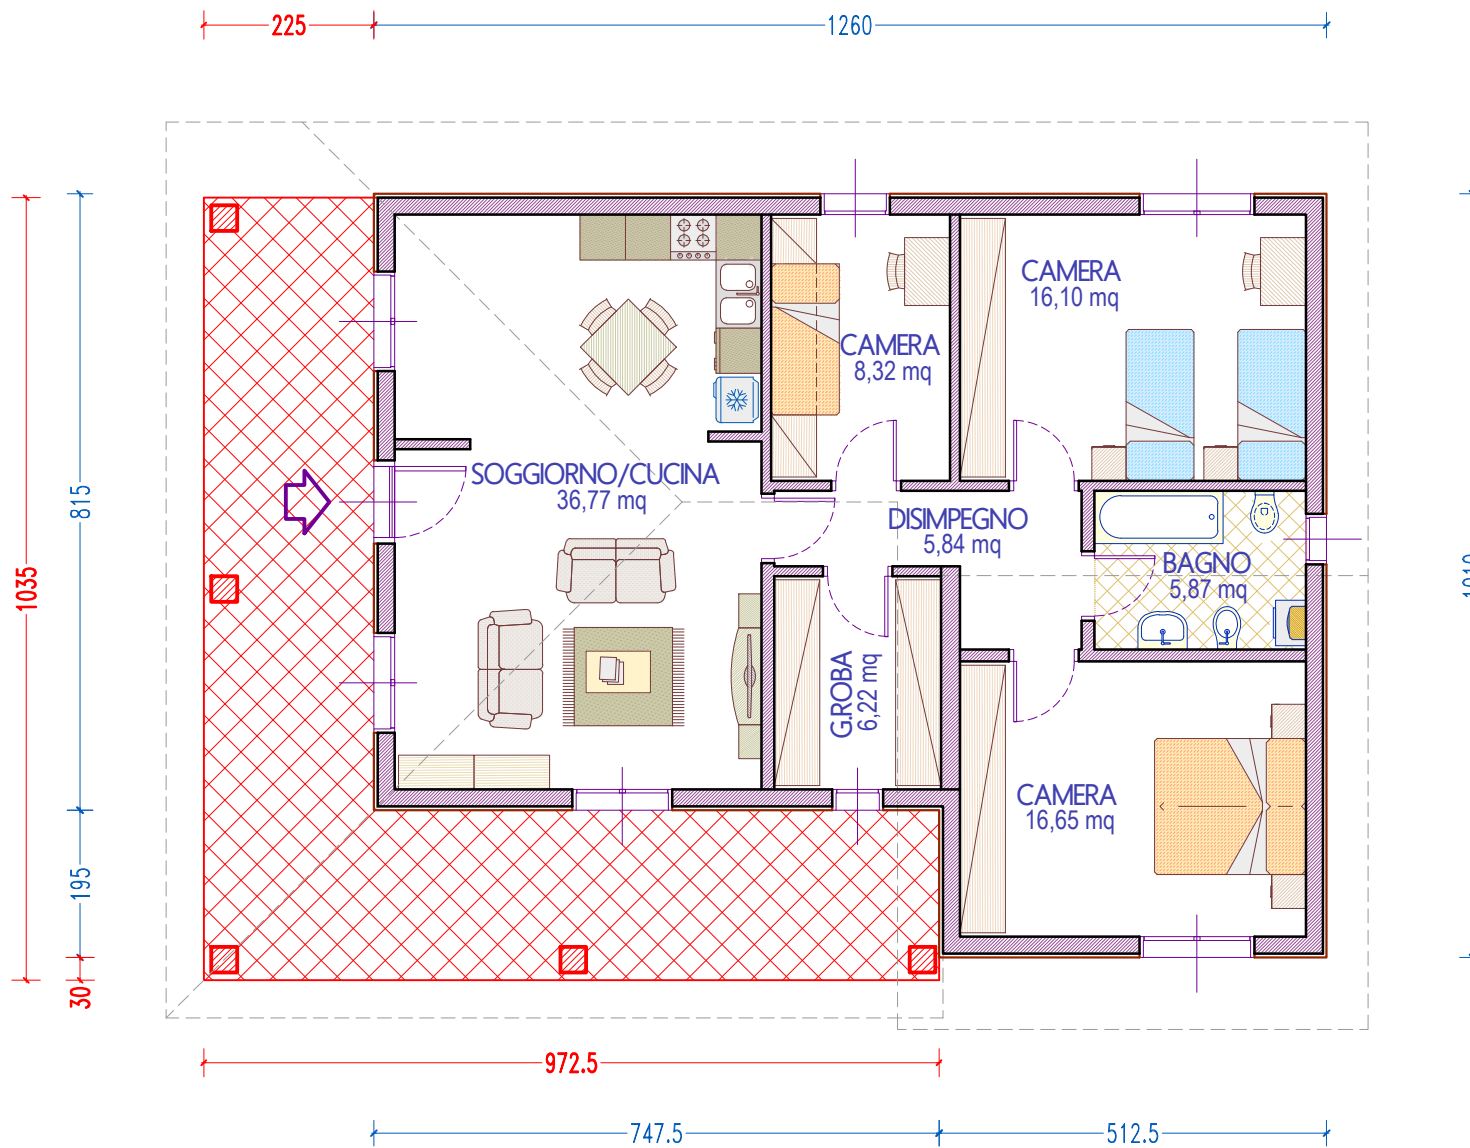 225
1260
CAMERA
16,10 mq
CAMERA
8,32 mq
SOGGIORNO/CUCINA
36,77 mq
DISIMPEGNO
5,84 mq
BAGNO
5,87 mq
G.ROBA
6,22 mq
CAMERA
16,65 mq
1035
815
195
30
1010
972.5
747.5
512.5